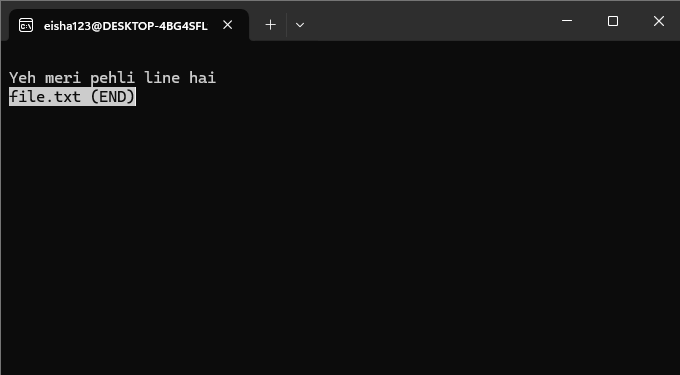 eisha123@DESKTOP-4BG4SFL
Yeh meri pehli line hai
file.txt (END)